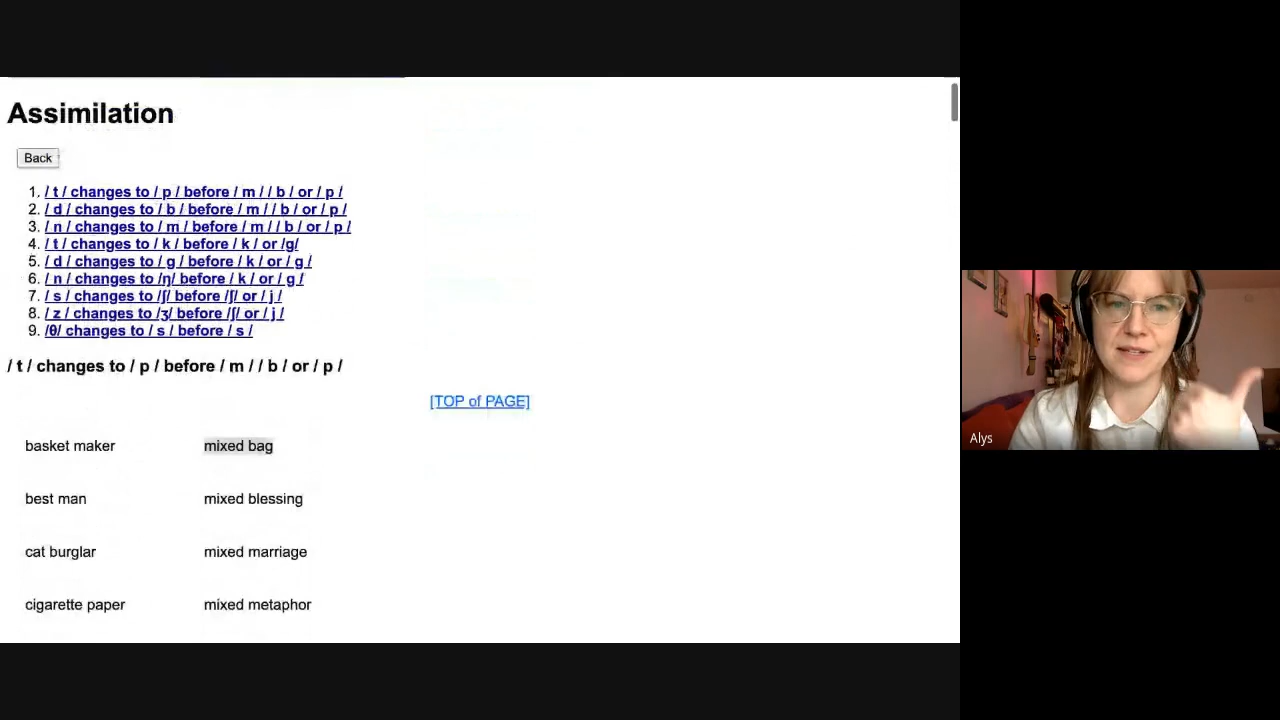 Assimilation
Back
1. / t / changes to / p / before / m / / b / or / p /
2. / d / changes to / b / before / m / / b / or / p /
3. / n / changes to / m / before / m / / b / or / p /
4. / t / changes to / k / before / k / or /g/
5. / d / changes to / g / before / k / or / g /
6. / n / changes to /ŋ/ before / k / or / g /
7. / s / changes to /ʃ/ before /ʃ/ or / j /
8. / z / changes to /ʒ/ before /ʃ/ or / j /
9. /θ/ changes to / s / before / s /
/ t / changes to / p / before / m / / b / or / p /
[TOP of PAGE]
basket maker mixed bag
best man mixed blessing
cat burglar mixed marriage
cigarette paper mixed metaphor
Alys